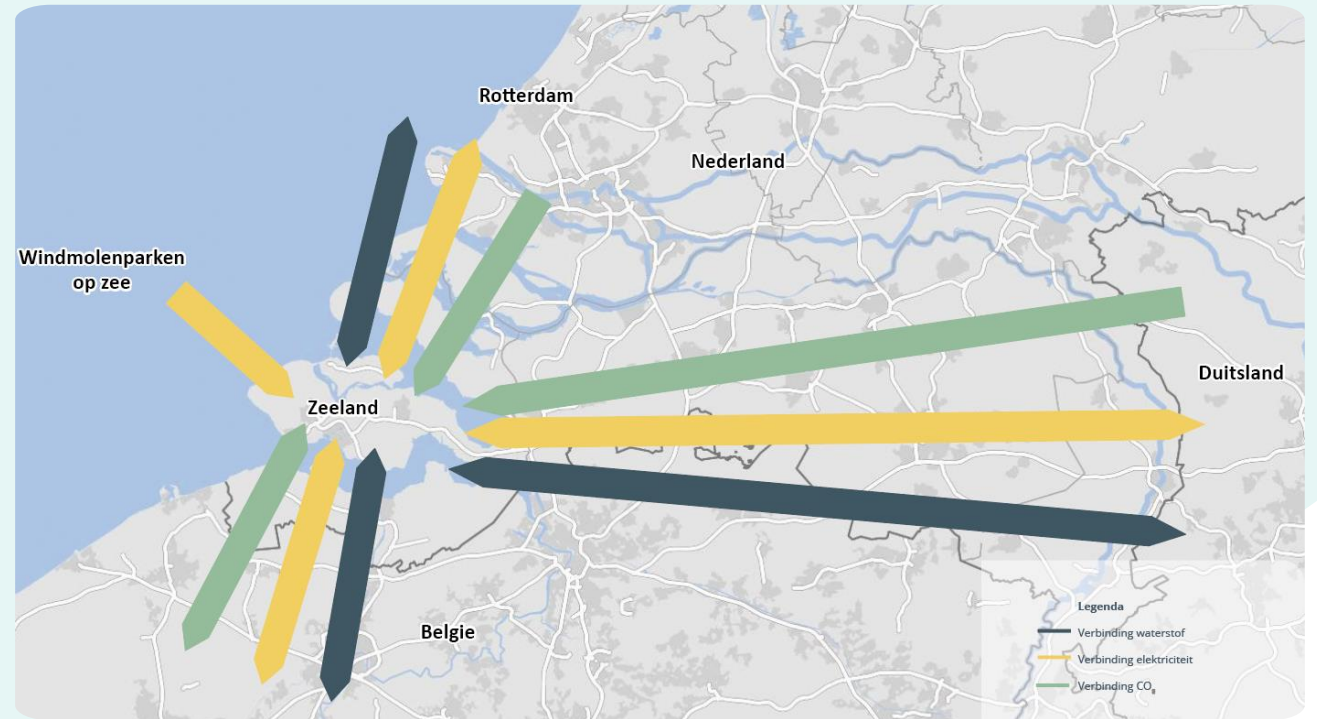 Rotterdam
Nederland
Windmolenparken
op zee
Duitsland
Zeeland
Belgie
Legenda
Verbinding waterstof
Verbinding elektriciteit
Verbinding CO₂